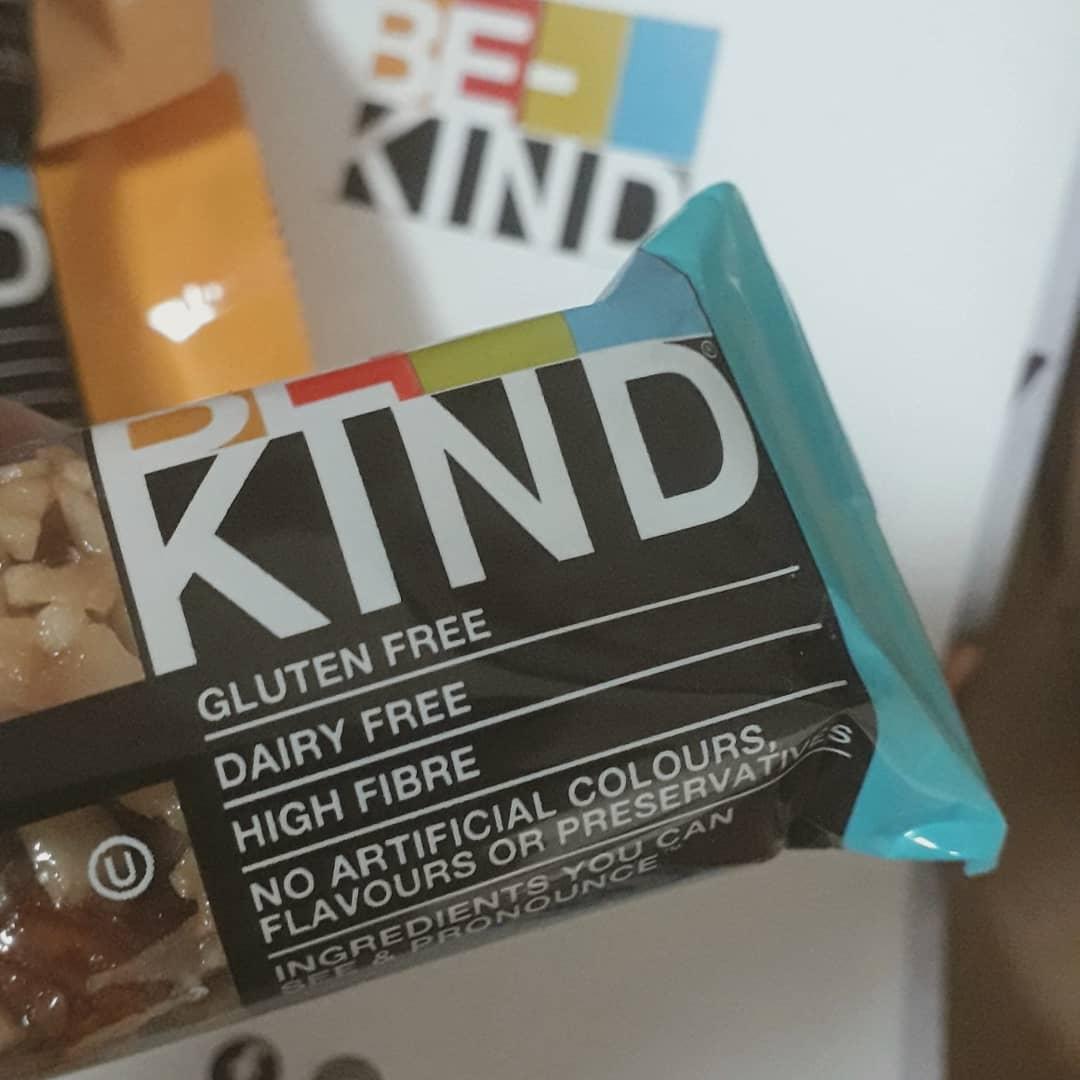 BE-
KIND
D
BE
KIND®
GLUTEN FREE
DAIRY FREE
HIGH FIBRE
NO ARTIFICIAL COLOURS,
FLAVOURS OR PRESERVATIVES
INGREDIENTS YOU CAN
SEE & PRONOUNCE
U